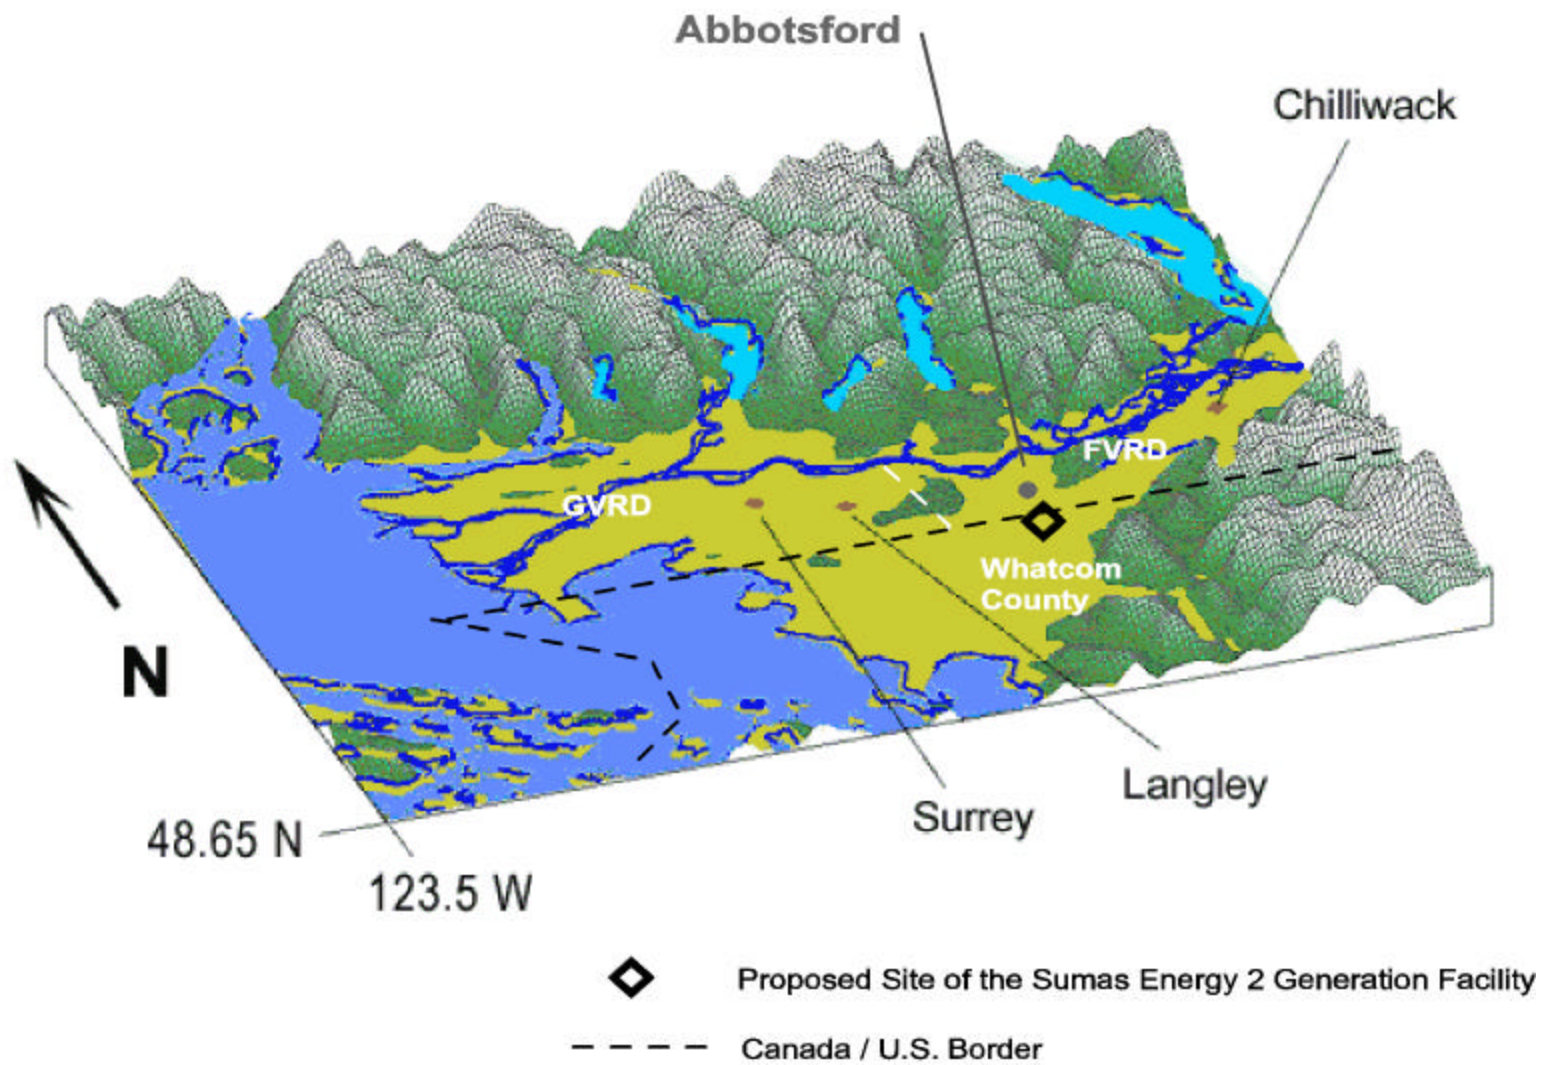 Abbotsford
Chilliwack
FVRD
GVRD
Whatcom
County
N
Langley
Surrey
48.65 N
123.5 W
Proposed Site of the Sumas Energy 2 Generation Facility
Canada / U.S. Border